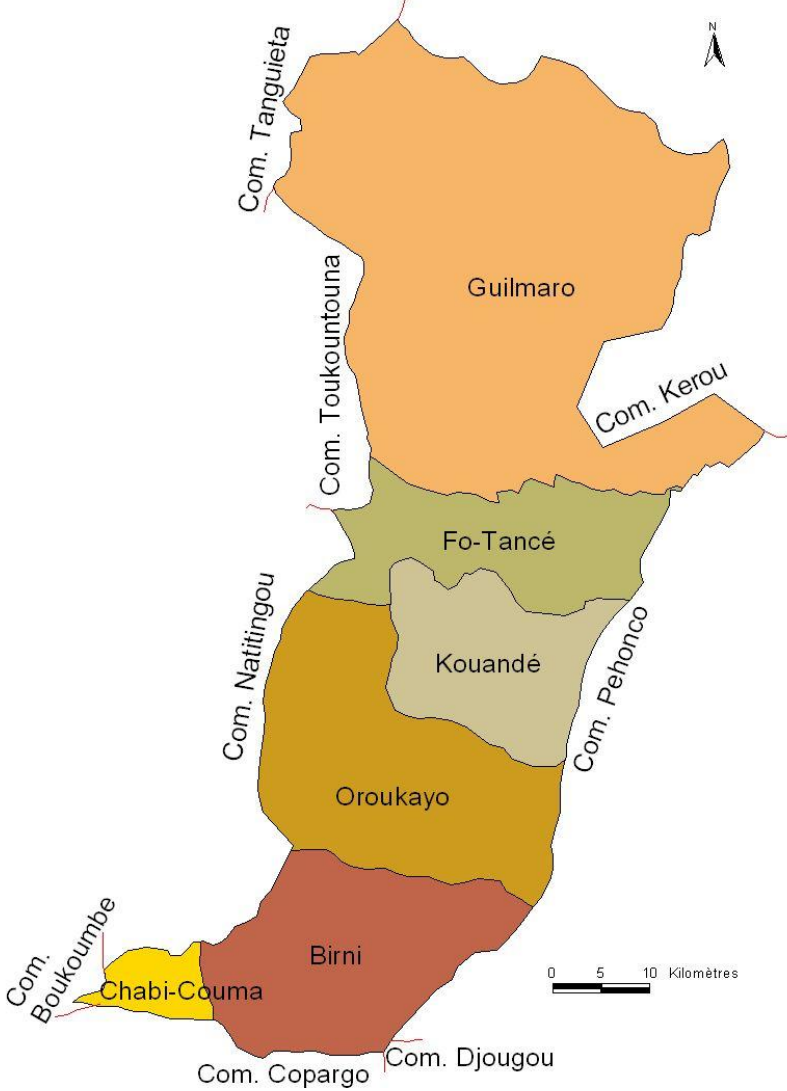 N
Com. Tanguieta
Guilmaro
Com. Toukountouna
Com. Kerou
Fo-Tancé
Com. Natitingou
Kouandé
Com. Pehonco
Oroukayo
Com.
Boukoumbe
Birni
Chabi-Couma
0 5 10 Kilomètres
Com. Djougou
Com. Copargo